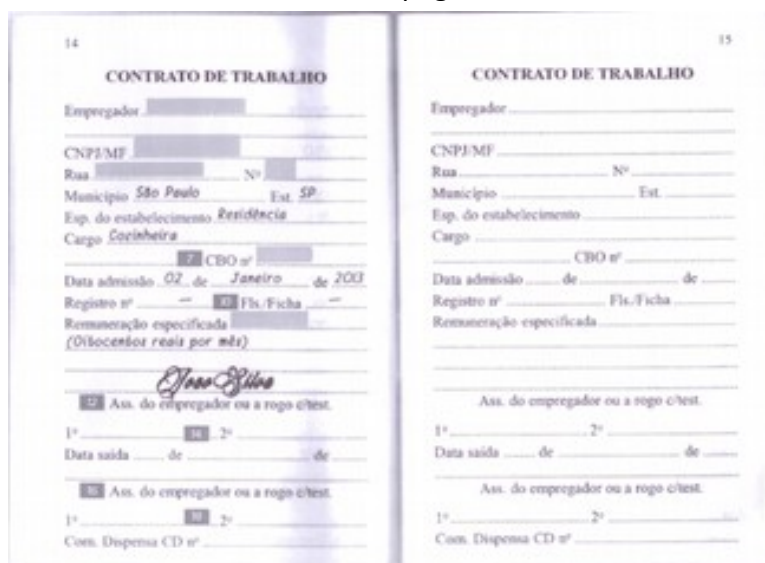 14
CONTRATO DE TRABALHO
Empregador
CNPJ/MF
Rua Nº
Município São Paulo Est. SP
Esp. do estabelecimento Residência
Cargo Cozinheira
7 CBO nº
Data admissão 02 de Janeiro de 2013
Registro nº — Fls./Ficha —
Remuneração especificada
(Oitocentos reais por mês)
Joao Silva
Ass. do empregador ou a rogo c/test.
1º 2º
Data saída de de
Ass. do empregador ou a rogo c/test.
1º 2º
Com. Dispensa CD nº
15
CONTRATO DE TRABALHO
Empregador
CNPJ/MF
Rua Nº
Município Est.
Esp. do estabelecimento
Cargo
CBO nº
Data admissão de de
Registro nº Fls./Ficha
Remuneração especificada
Ass. do empregador ou a rogo c/test.
1º 2º
Data saída de de
Ass. do empregador ou a rogo c/test.
1º 2º
Com. Dispensa CD nº